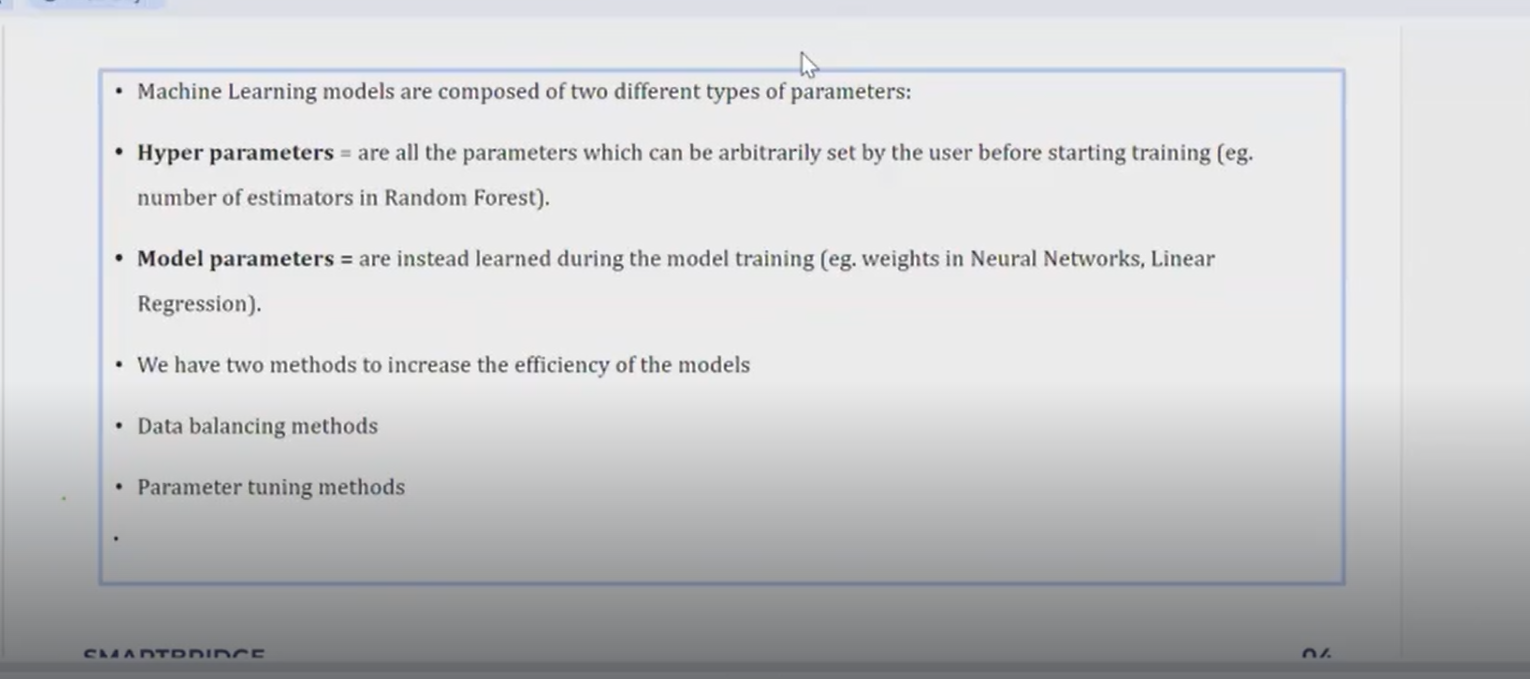 • Machine Learning models are composed of two different types of parameters:
• Hyper parameters = are all the parameters which can be arbitrarily set by the user before starting training (eg.
number of estimators in Random Forest).
• Model parameters = are instead learned during the model training (eg. weights in Neural Networks, Linear
Regression).
• We have two methods to increase the efficiency of the models
• Data balancing methods
• Parameter tuning methods
•
SMARTBRIDGE